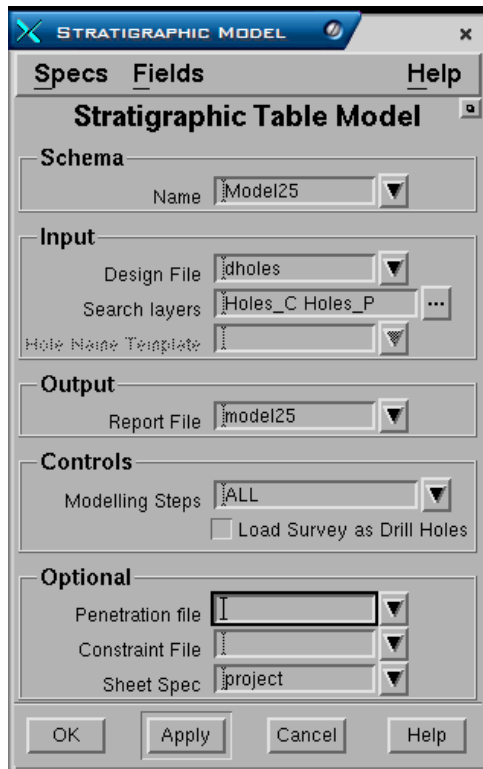 STRATIGRAPHIC MODEL
Specs Fields Help
Stratigraphic Table Model
Schema
Name Model25
Input
Design File dholes
Search layers Holes_C Holes_P ...
Hole Name Template
Output
Report File model25
Controls
Modelling Steps ALL
Load Survey as Drill Holes
Optional
Penetration file
Constraint File
Sheet Spec project
OK Apply Cancel Help